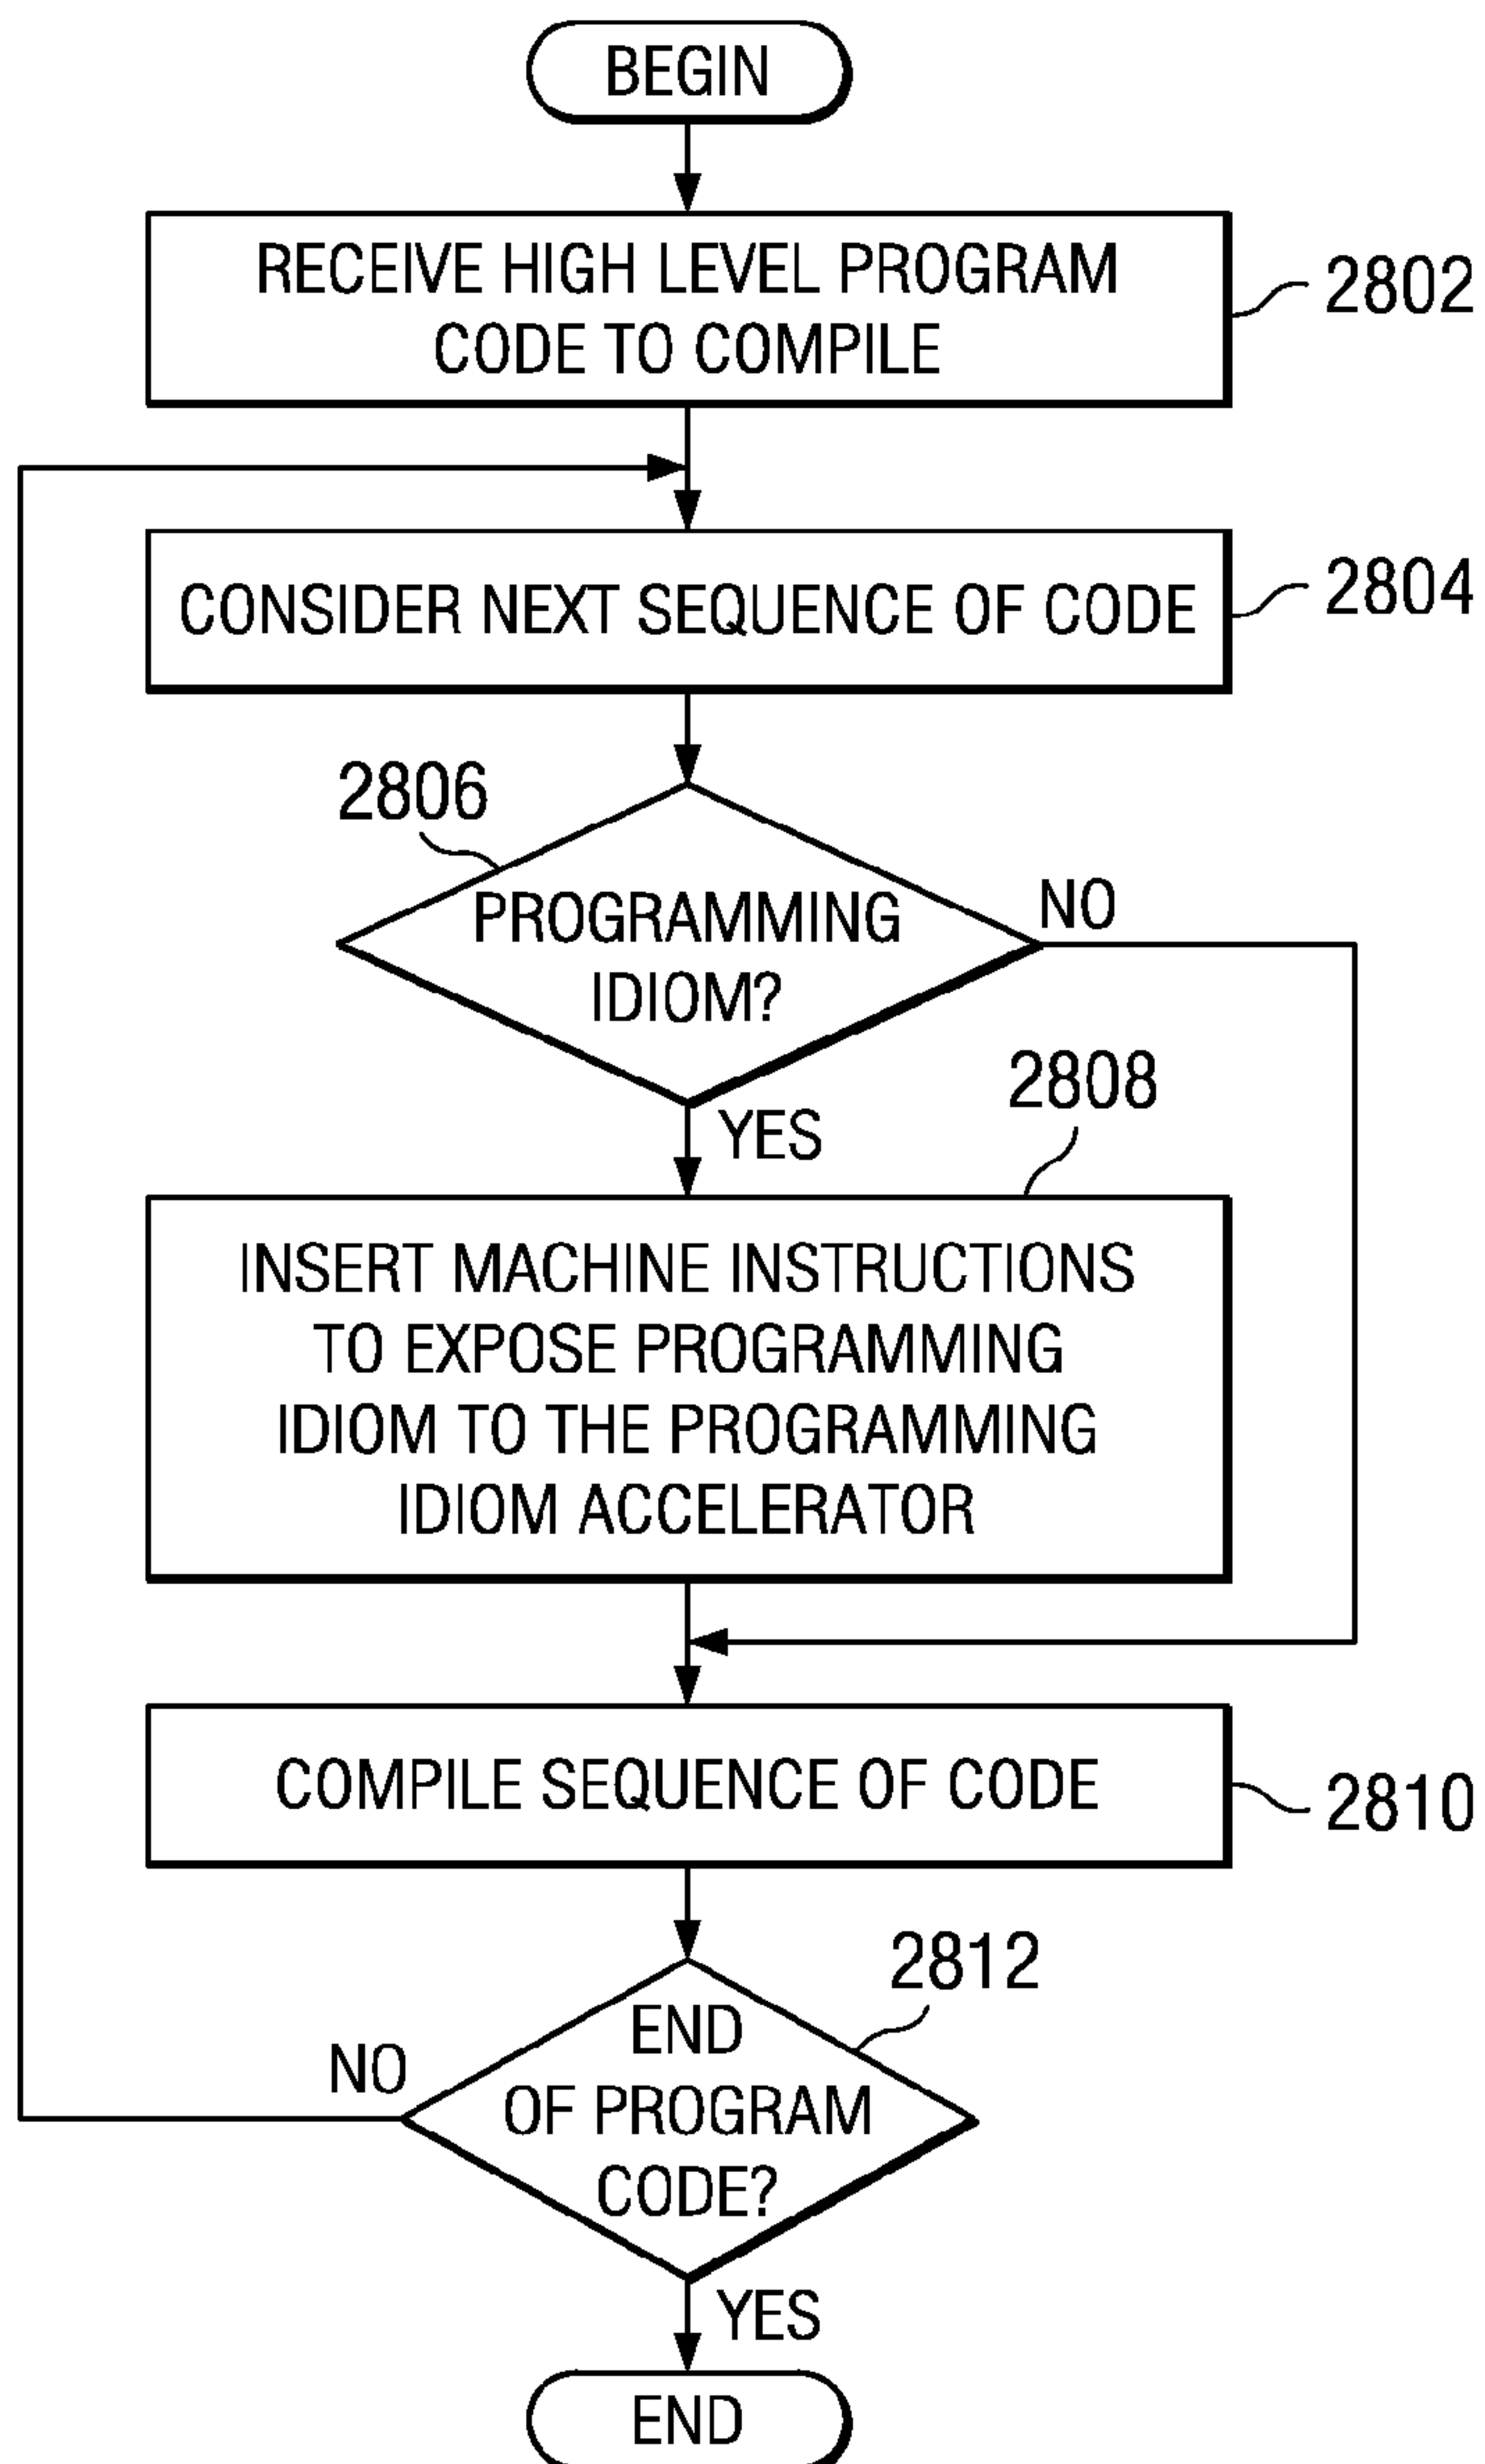 BEGIN
RECEIVE HIGH LEVEL PROGRAM
CODE TO COMPILE
2802
CONSIDER NEXT SEQUENCE OF CODE
2804
2806
PROGRAMMING
IDIOM?
NO
YES
2808
INSERT MACHINE INSTRUCTIONS
TO EXPOSE PROGRAMMING
IDIOM TO THE PROGRAMMING
IDIOM ACCELERATOR
COMPILE SEQUENCE OF CODE
2810
2812
END
OF PROGRAM
CODE?
NO
YES
END